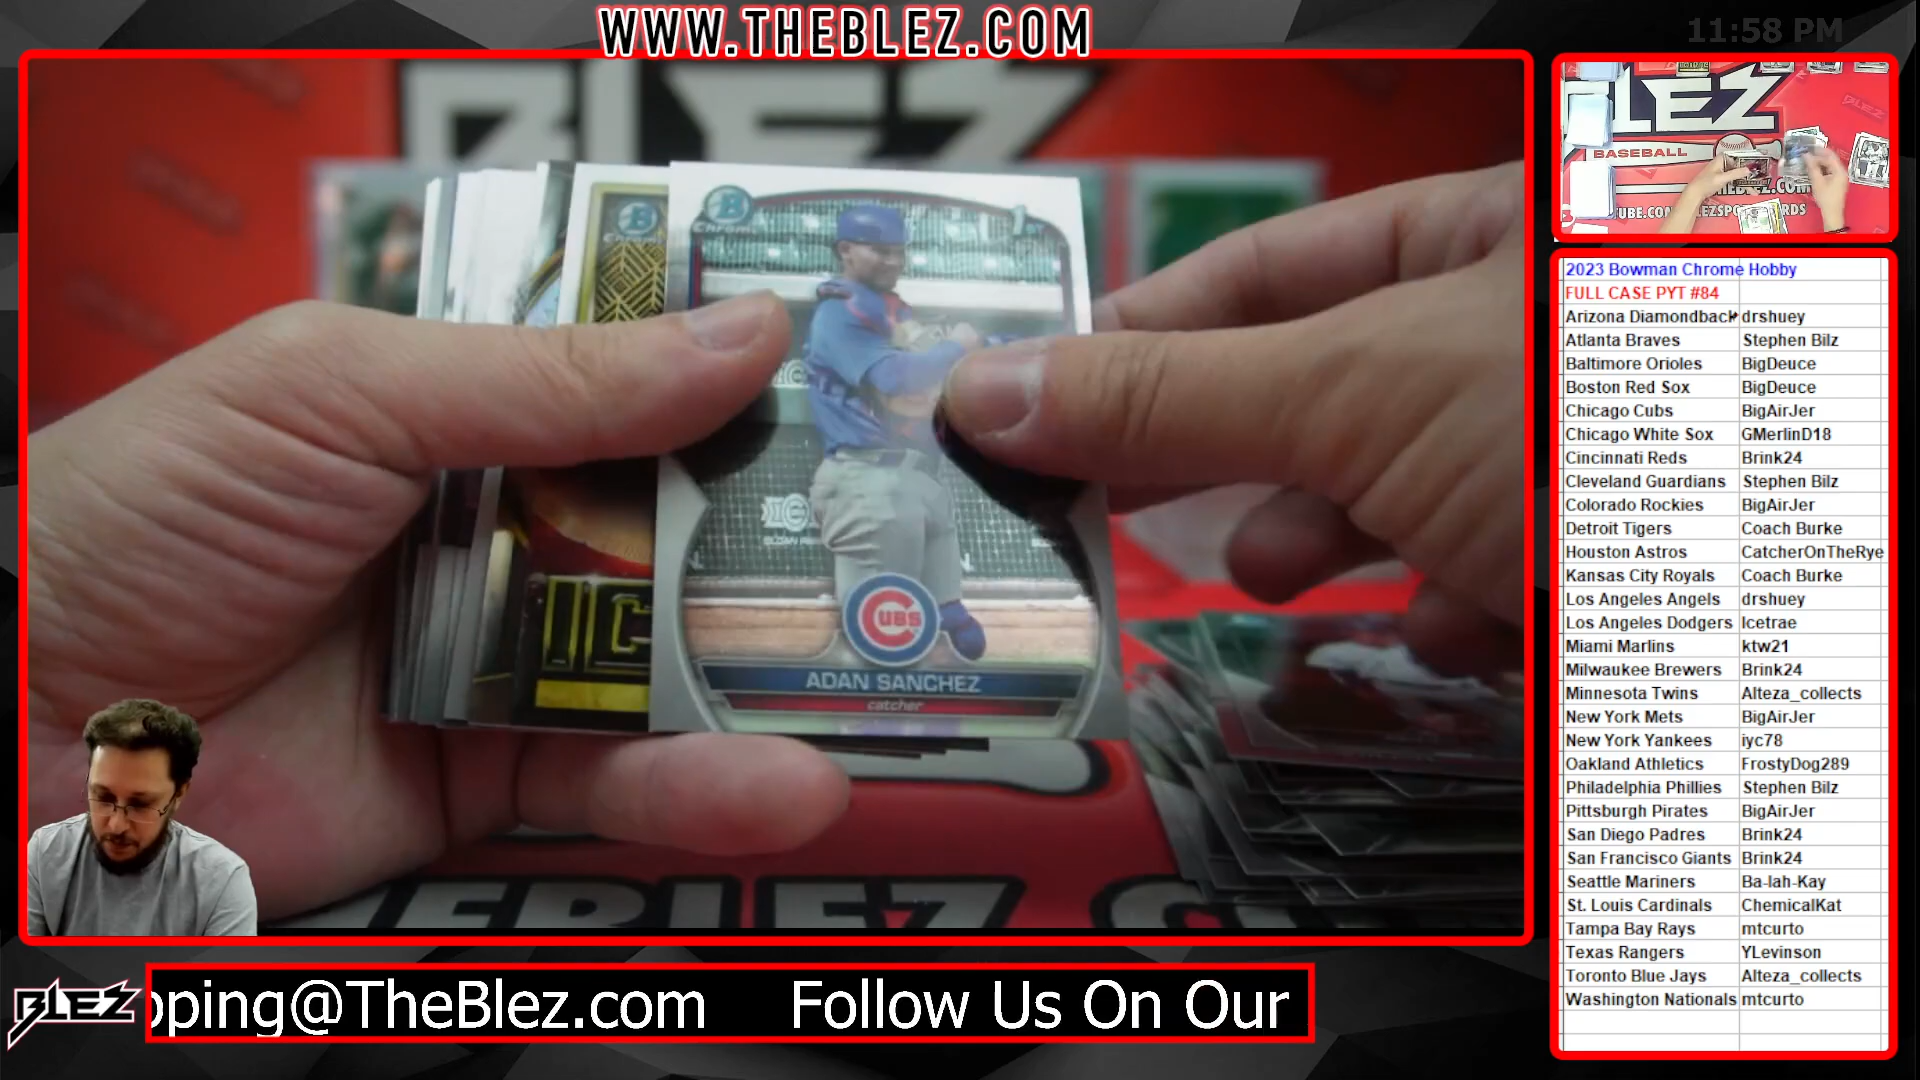 WWW.THEBLEZ.COM
11:58 PM
BLEZ
Chrome
1st
CUBS
ADAN SANCHEZ
catcher
LEZ
BASEBALL
BLEZ
2023 Bowman Chrome Hobby
FULL CASE PYT #84
Arizona Diamondback drshuey
Atlanta Braves Stephen Bilz
Baltimore Orioles BigDeuce
Boston Red Sox BigDeuce
Chicago Cubs BigAirJer
Chicago White Sox GMerlinD18
Cincinnati Reds Brink24
Cleveland Guardians Stephen Bilz
Colorado Rockies BigAirJer
Detroit Tigers Coach Burke
Houston Astros CatcherOnTheRye
Kansas City Royals Coach Burke
Los Angeles Angels drshuey
Los Angeles Dodgers Icetrae
Miami Marlins ktw21
Milwaukee Brewers Brink24
Minnesota Twins Alteza_collects
New York Mets BigAirJer
New York Yankees iyc78
Oakland Athletics FrostyDog289
Philadelphia Phillies Stephen Bilz
Pittsburgh Pirates BigAirJer
San Diego Padres Brink24
San Francisco Giants Brink24
Seattle Mariners Ba-lah-Kay
St. Louis Cardinals ChemicalKat
Tampa Bay Rays mtcurto
Texas Rangers YLevinson
Toronto Blue Jays Alteza_collects
Washington Nationals mtcurto
BLEZ
pping@TheBlez.com Follow Us On Our